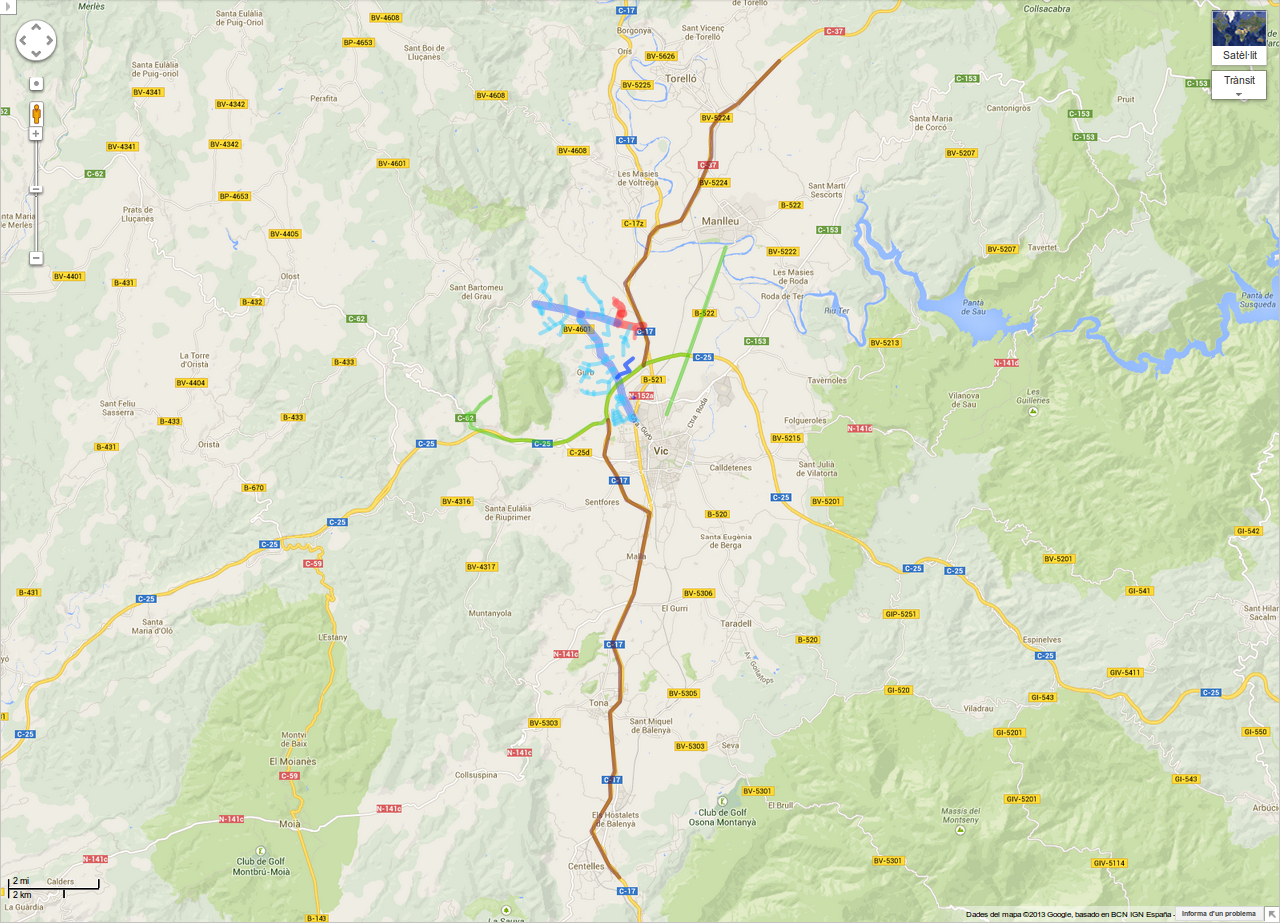 Merlès
Santa Eulàlia
de Puig-Oriol
BV-4608
C-17
Sant Vicenç
de Torelló
de Torelló
Collsacabra
C-37
Borgonya
BP-4653
Sant Boi de
Lluçanès
Orís
BV-5626
Satèl·lit
Santa Eulàlia
de Puig-oriol
Torelló
BV-5225
C-153
C-153
Trànsit
BV-4341
Persfita
BV-4608
BV-4342
Cantonigròs
Pruit
C-153
BV-5224
Santa Maria
de Corcó
C-153
62
C-17
BV-4341
BV-4342
BV-4608
BV-5207
BV-4601
C-37
C-62
Les Masies
de Voltregà
BV-5224
Sant Martí
Sescorts
BP-4653
Prats de
Lluçanès
B-522
nta Maria
de Merlès
C-17z
Manlleu
C-153
BV-4405
BV-5222
BV-5207
Tavertet
BV-4401
B-431
Olost
Les Masies
de Roda
Sant Bartomeu
del Grau
B-432
Roda de Ter
Pantà
de Sau
Pantà de
Susqueda
C-62
B-522
Riu Ter
BV-4601
C-17
C-153
BV-5213
La Torre
d'Oristà
B-433
C-25
N-141d
Gurb
B-521
BV-4404
Tavèrnoles
N-152a
Vilanova
de Sau
Les
Guilleries
Sant Feliu
Sasserra
B-433
C-62
Ctra. Roda
B-433
Folgueroles
N-141d
Oristà
C-25
C-25
Vic
BV-5215
B-431
C-25d
Calldetenes
Sant Julià
de Vilatorta
B-670
C-17
Sentfores
C-25
BV-5201
BV-4316
Santa Eulàlia
de Riuprimer
B-520
C-25
GI-542
C-25
Santa Eugènia
de Berga
Malla
BV-5201
C-59
BV-4317
C-25
C-25
B-431
C-25
BV-5306
GI-541
Muntanyola
El Gurri
GIP-5251
Sant Hilar
Sacalm
Santa
Maria d'Oló
Taradell
L'Estany
B-520
Espinelves
C-17
N-141c
Av. Goitallops
C-25
GIV-5411
BV-5305
GI-520
C-25
GI-543
Tona
Viladrau
BV-5303
Sant Miquel
de Balenyà
C-25
GI-5201
GI-550
Montví
de Baix
N-141c
BV-5303
Seva
El Moianès
C-59
Collsuspina
C-17
GI-543
BV-5301
GIV-5201
N-141c
El Brull
Club de Golf
Osona Montanyà
Massís del
Montseny
Arbúci
N-141c
Moià
Els Hostalets
de Balenyà
N-141c
Club de Golf
Montbrú-Moià
BV-5301
GIV-5114
Centelles
2 mi
Calders
2 km
C-17
La Guàrdia
B-143
La Sauva
Dades del mapa ©2013 Google, basado en BCN IGN España -
Informa d'un problema